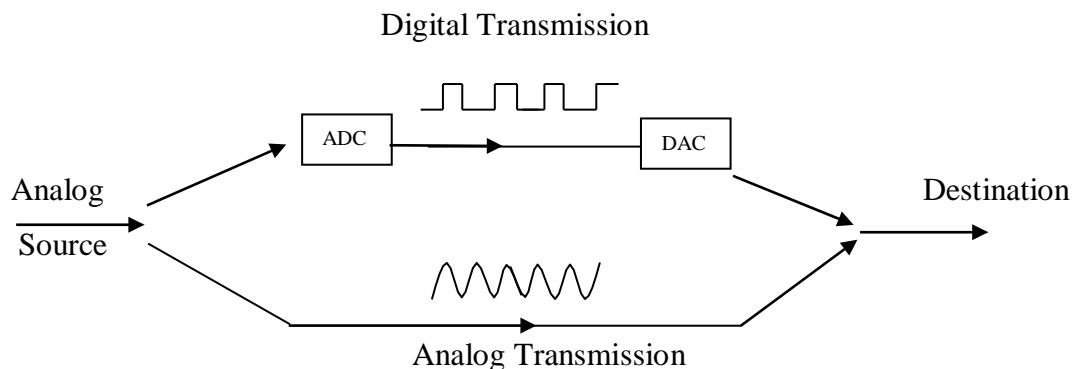 Digital Transmission
ADC
DAC
Analog
Source
Destination
Analog Transmission